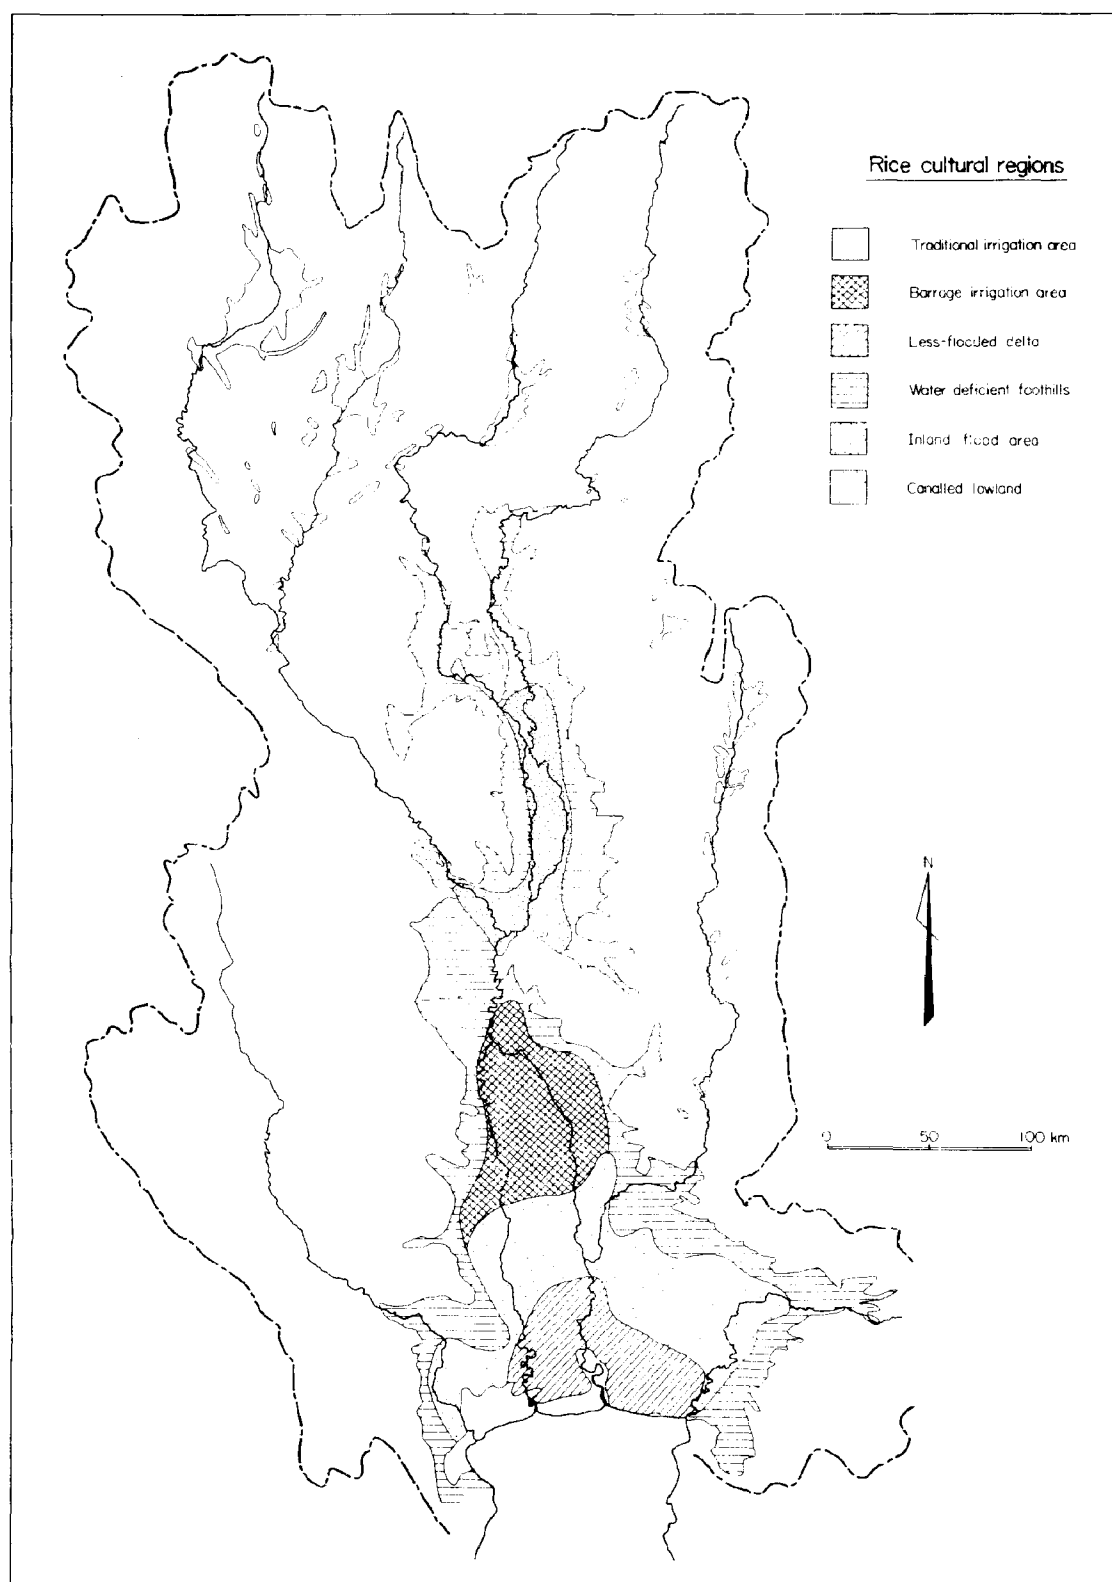 Rice cultural regions
Traditional irrigation area
Barrage irrigation area
Less-flooded delta
Water deficient foothills
Inland flood area
Canalled lowland
N
0 50 100 km